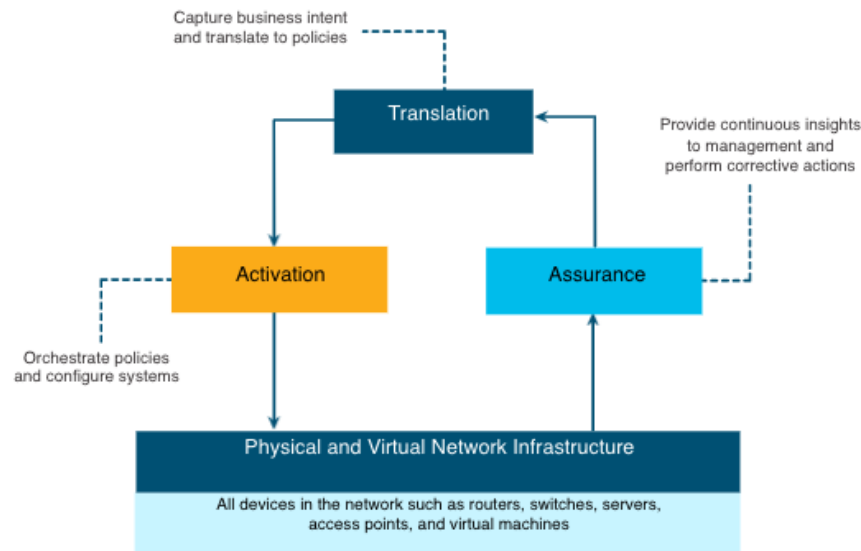 Capture business intent
and translate to policies
Translation
Provide continuous insights
to management and
perform corrective actions
Activation
Assurance
Orchestrate policies
and configure systems
Physical and Virtual Network Infrastructure
All devices in the network such as routers, switches, servers,
access points, and virtual machines